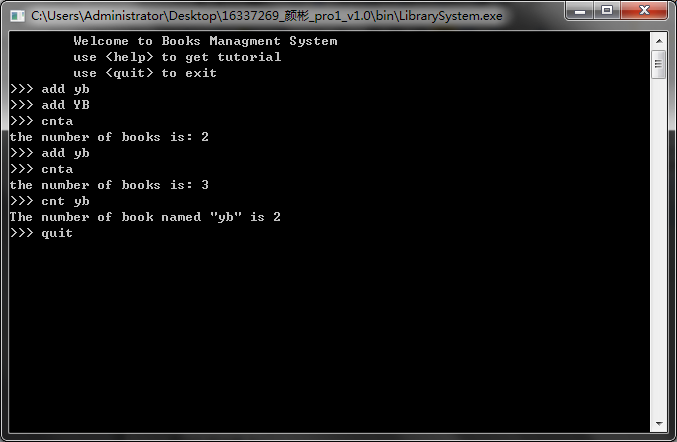 C:\Users\Administrator\Desktop\16337269_颜彬_pro1_v1.0\bin\LibrarySystem.exe
Welcome to Books Managment System
use <help> to get tutorial
use <quit> to exit
>>> add yb
>>> add YB
>>> cnta
the number of books is: 2
>>> add yb
>>> cnta
the number of books is: 3
>>> cnt yb
The number of book named "yb" is 2
>>> quit